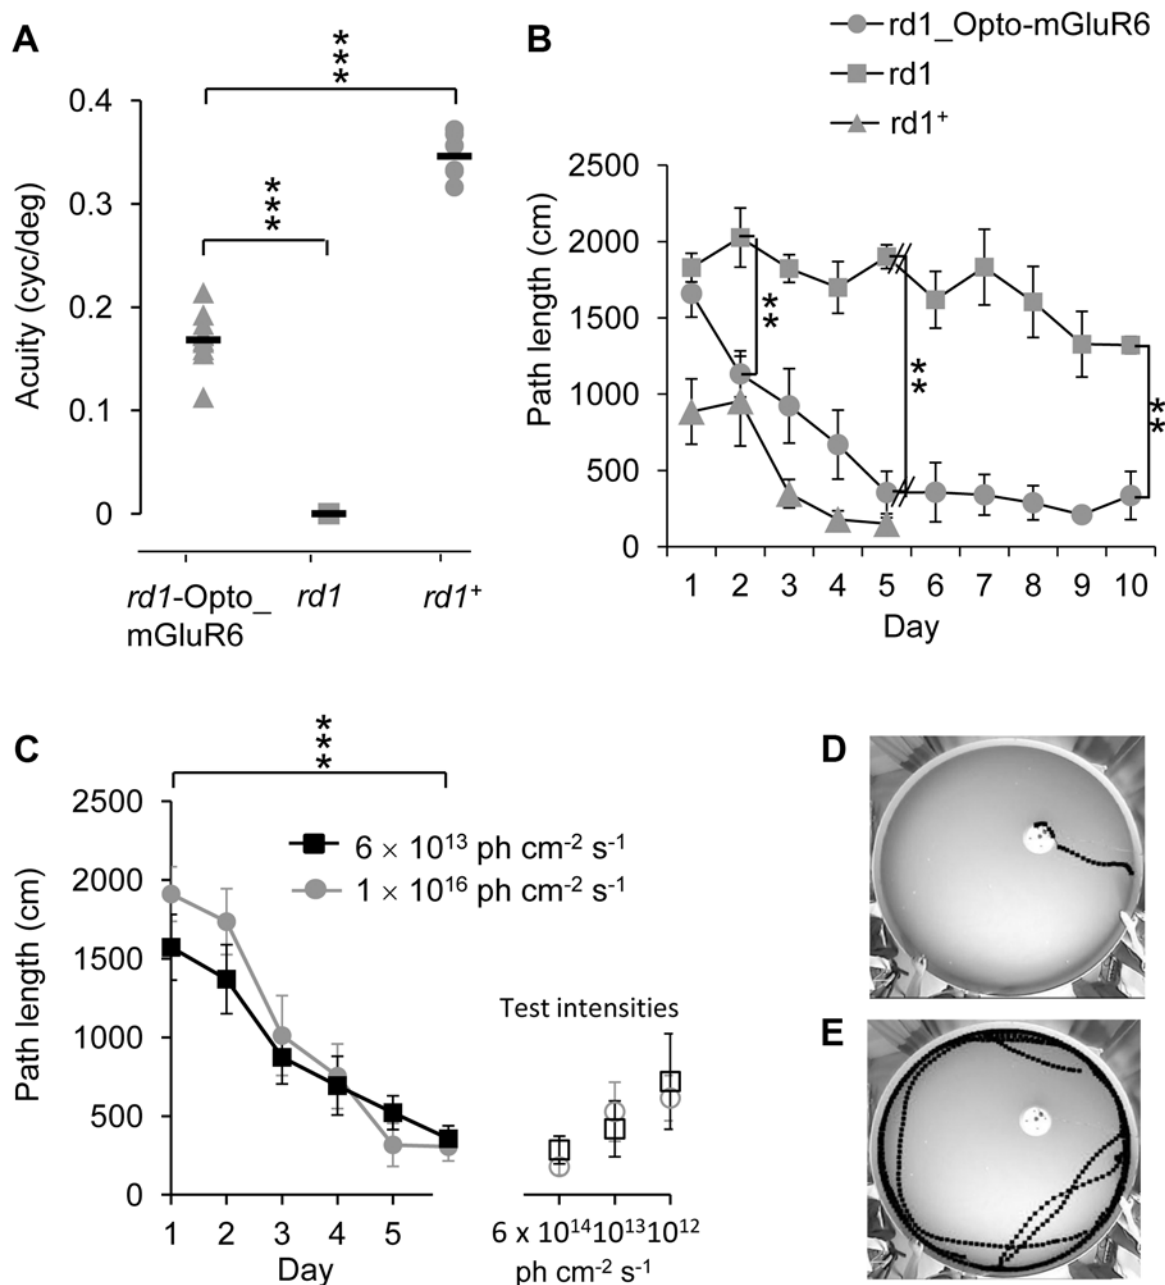 A
***
***
0.4
0.3
0.2
0.1
0
Acuity (cyc/deg)
rd1-Opto_
mGluR6
rd1
rd1⁺
B
rd1_Opto-mGluR6
rd1
rd1⁺
2500
2000
1500
1000
500
0
Path length (cm)
**
**
**
1 2 3 4 5 6 7 8 9 10
Day
C
***
2500
2000
1500
1000
500
0
Path length (cm)
6 × 10¹³ ph cm⁻² s⁻¹
1 × 10¹⁶ ph cm⁻² s⁻¹
1 2 3 4 5
Day
Test intensities
6 x 10¹⁴10¹³10¹²
ph cm⁻² s⁻¹
D
E